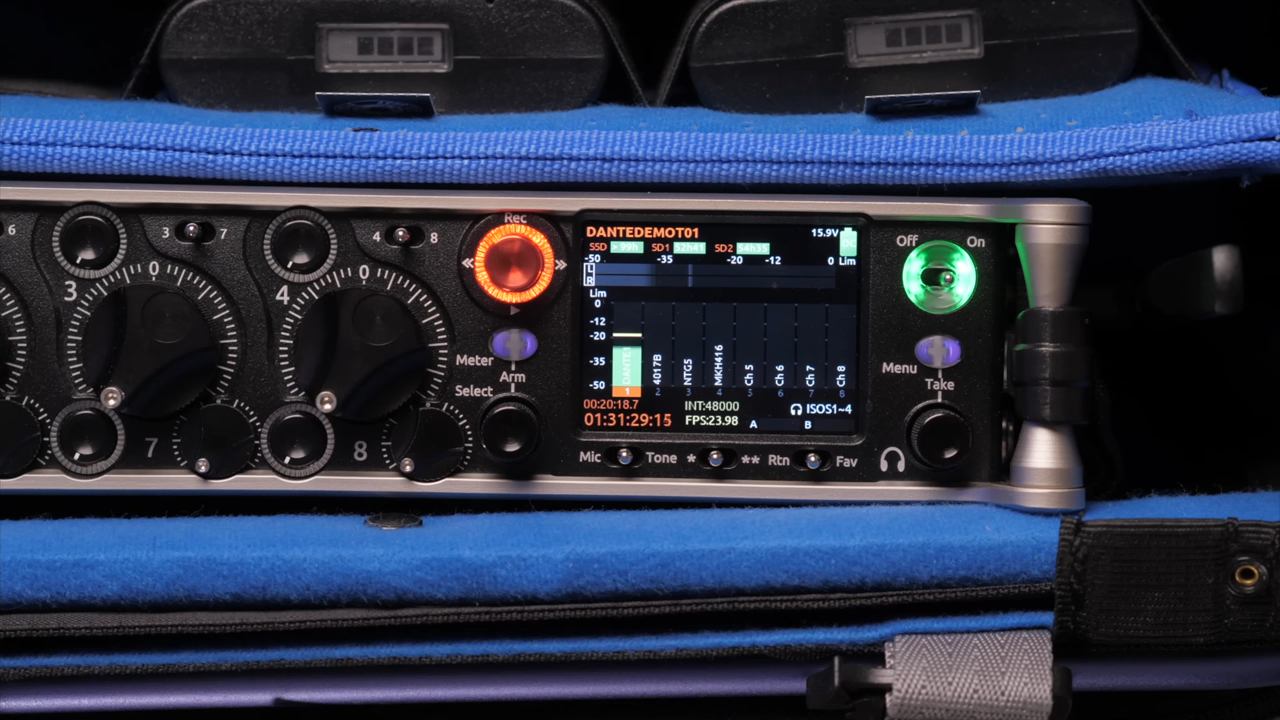 6
3 7
4 8
Rec
Off On
3 0
4 0
7
8
Meter
Arm
Select
DANTEDEMOT01
15.9V
DC
SSD >99h SD1 52h41 SD2 54h35
-50 -35 -20 -12 0 Lim
L
R
Lim
0
-12
-20
-35
-50
DANTE1
4017B
NTG5
MKH416
Ch 5
Ch 6
Ch 7
Ch 8
1 2 3 4 5 6 7 8
00:20:18.7 INT:48000 ISOS1~4
01:31:29:15 FPS:23.98 A B
Menu
Take
Mic Tone * ** Rtn Fav